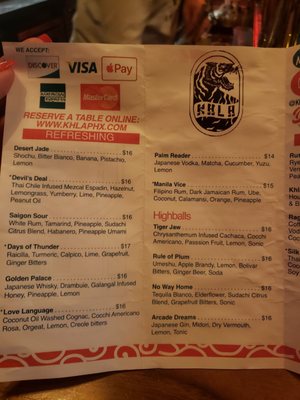 WE ACCEPT:
DISCOVER VISA Pay
AMERICAN EXPRESS MasterCard
RESERVE A TABLE ONLINE:
WWW.KHLAPHX.COM
REFRESHING
Desert Jade $16
Shochu, Bitter Bianco, Banana, Pistachio,
Lemon
*Devil's Deal $16
Thai Chile Infused Mezcal Espadin, Hazelnut,
Lemongrass, Yumberry, Lime, Pineapple,
Peanut Oil
Saigon Sour $16
White Rum, Tamarind, Pineapple, Sudachi
Citrus Blend, Habanero, Pineapple Umami
*Days of Thunder $17
Raicilla, Turmeric, Calpico, Lime, Grapefruit,
Ginger Bitters
Golden Palace $16
Japanese Whisky, Drambuie, Galangal Infused
Honey, Pineapple, Lemon
*Love Language $16
Coconut Oil Washed Cognac, Cocchi Americano
Rosa, Orgeat, Lemon, Creole bitters
KHLA
Palm Reeder $14
Japanese Vodka, Matcha, Cucumber, Yuzu,
Lemon
*Manila Vice $15
Filipino Rum, Dark Jamaican Rum, Ube,
Coconut, Calamansi, Orange, Pineapple
Highballs
Tiger Jaw $16
Chrysanthemum Infused Cachaca, Cocchi
Americano, Passion Fruit, Lemon, Sonic
Rule of Plum $16
Umeshu, Apple Brandy, Lemon, Bolivar
Bitters, Ginger Beer, Soda
No Way Home $16
Tequila Bianco, Elderflower, Sudachi Citrus
Blend, Grapefruit Bitters, Sonic
Arcade Dreams $16
Japanese Gin, Midori, Dry Vermouth,
Lemon, Tonic